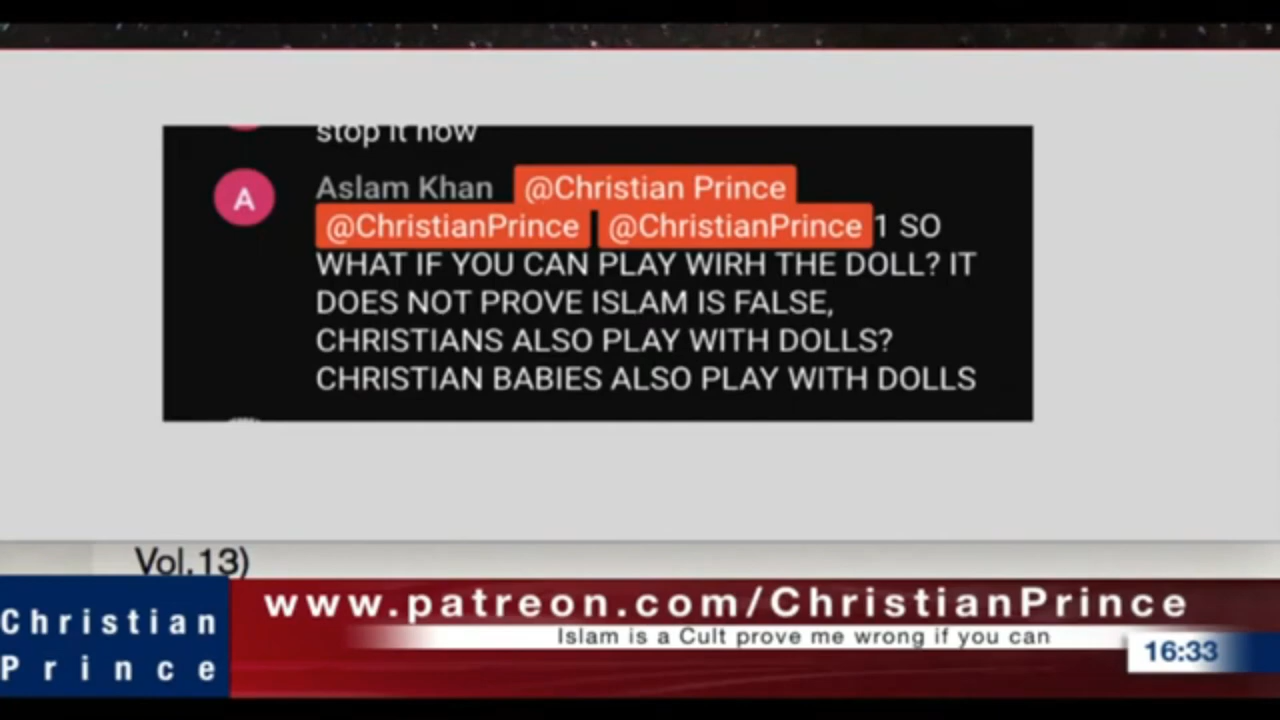 stop it now
A
Aslam Khan @Christian Prince
@ChristianPrince @ChristianPrince 1 SO
WHAT IF YOU CAN PLAY WIRH THE DOLL? IT
DOES NOT PROVE ISLAM IS FALSE,
CHRISTIANS ALSO PLAY WITH DOLLS?
CHRISTIAN BABIES ALSO PLAY WITH DOLLS
Vol.13)
Christian
Prince
www.patreon.com/ChristianPrince
Islam is a Cult prove me wrong if you can
16:33